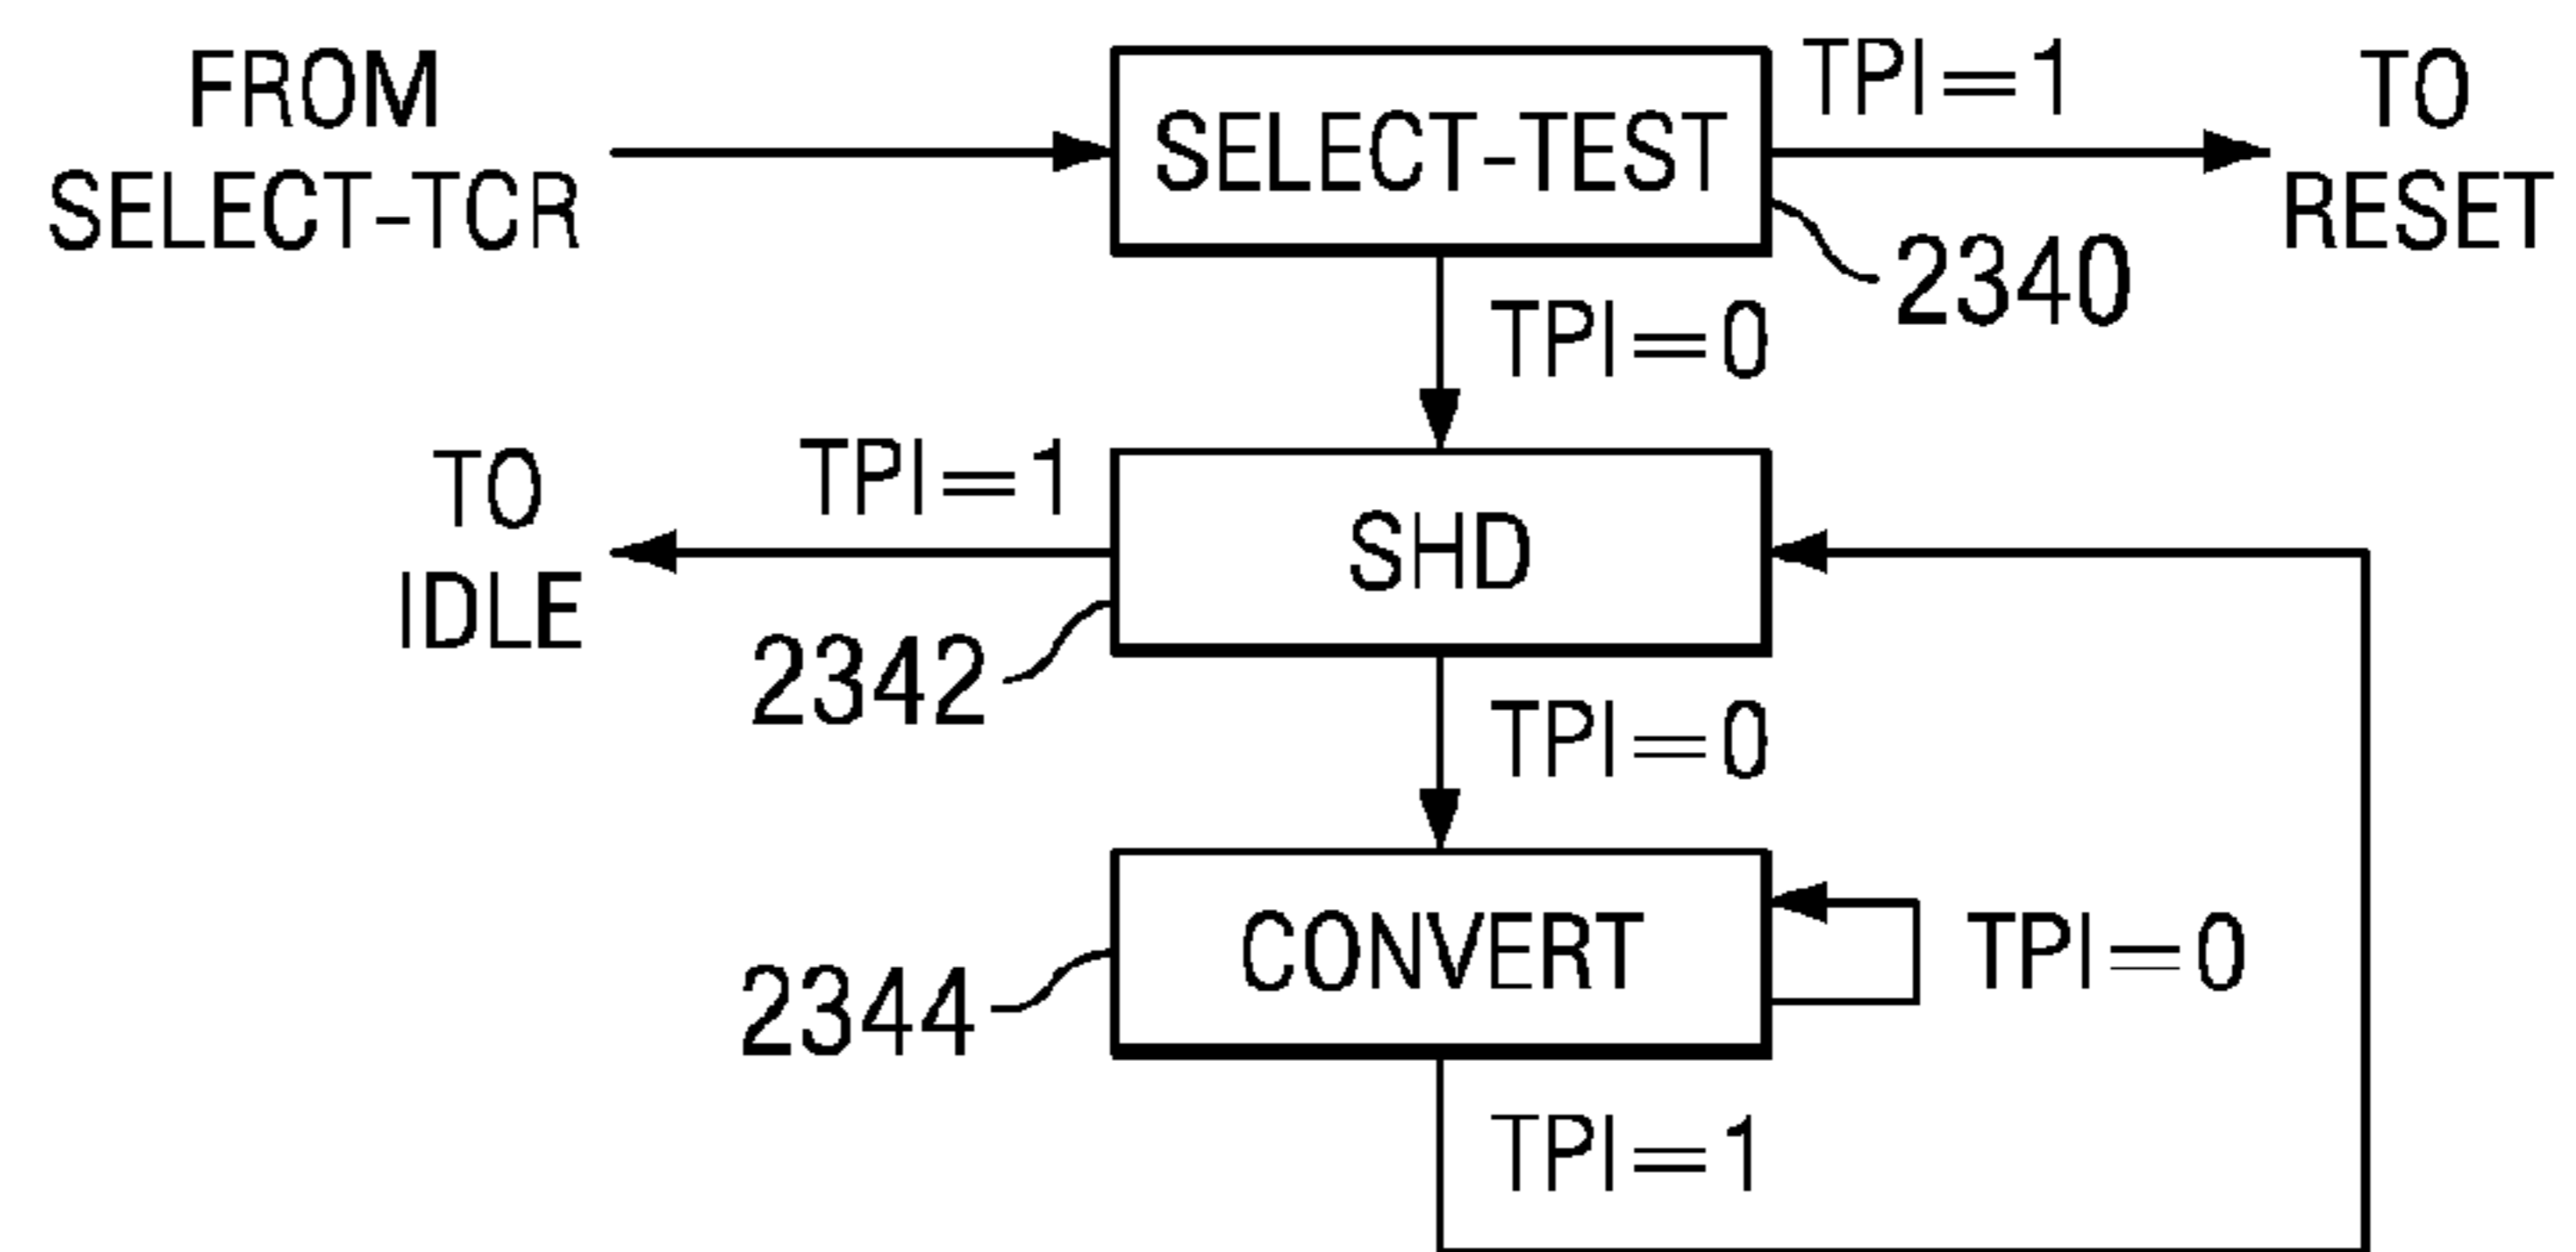 FROM
SELECT-TCR
SELECT-TEST
TPI=1
TO
RESET
2340
TPI=0
TO
IDLE
TPI=1
SHD
2342
TPI=0
CONVERT
TPI=0
2344
TPI=1